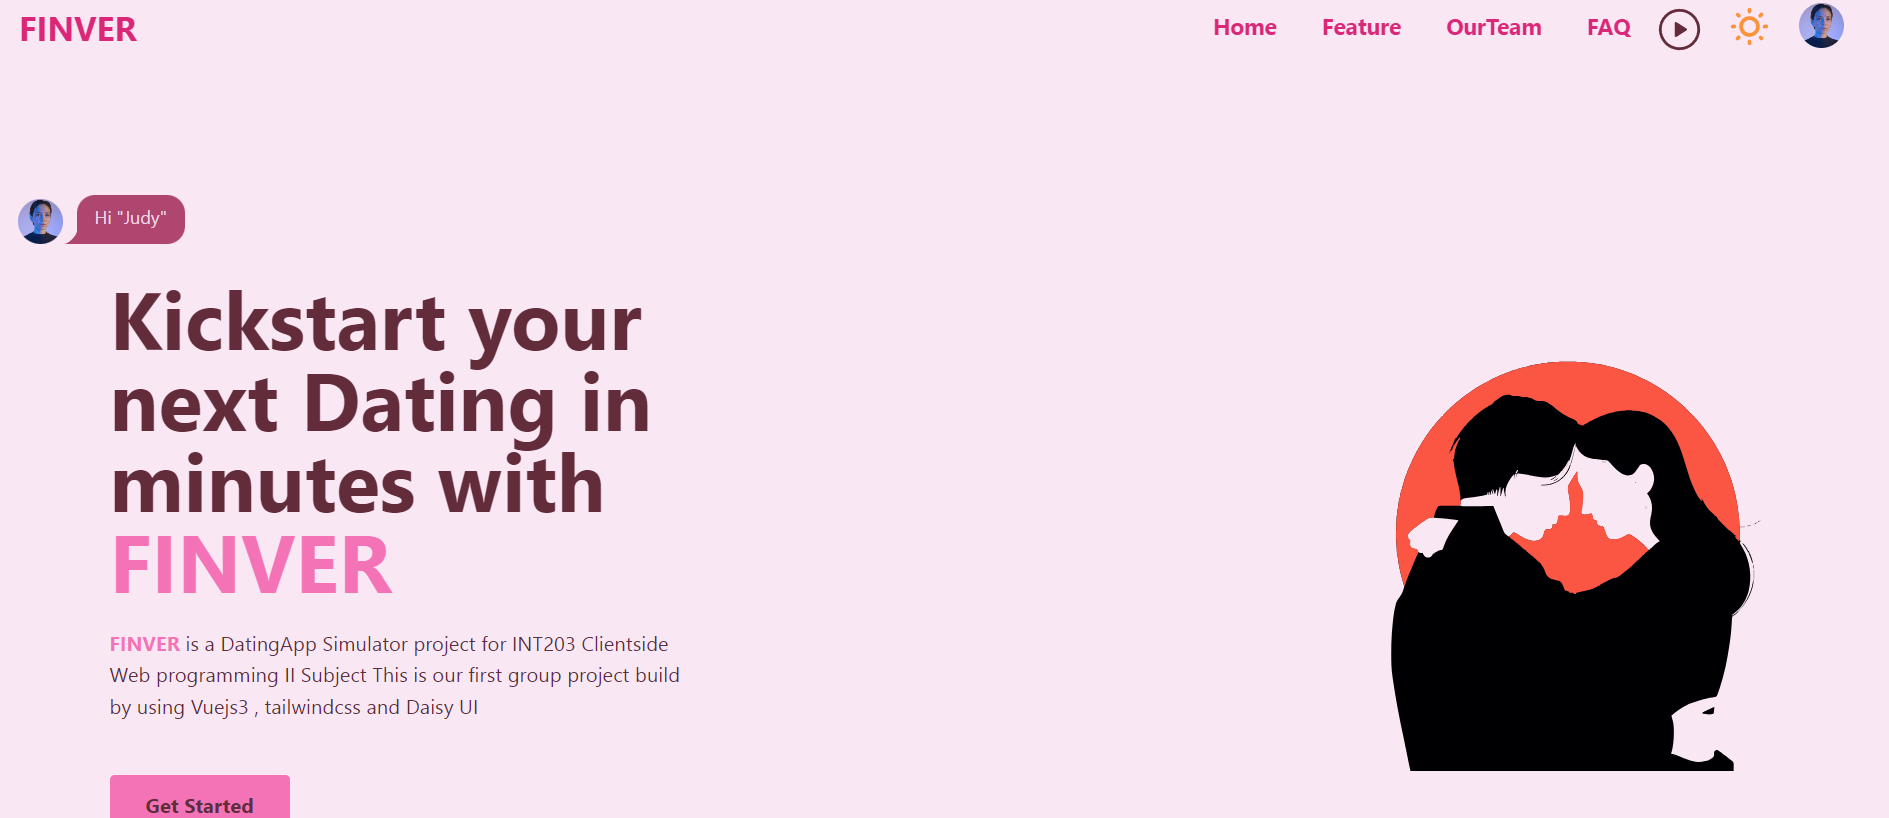 FINVER
Home Feature OurTeam FAQ
Hi "Judy"
Kickstart your
next Dating in
minutes with
FINVER
FINVER is a DatingApp Simulator project for INT203 Clientside
Web programming II Subject This is our first group project build
by using Vuejs3 , tailwindcss and Daisy UI
Get Started